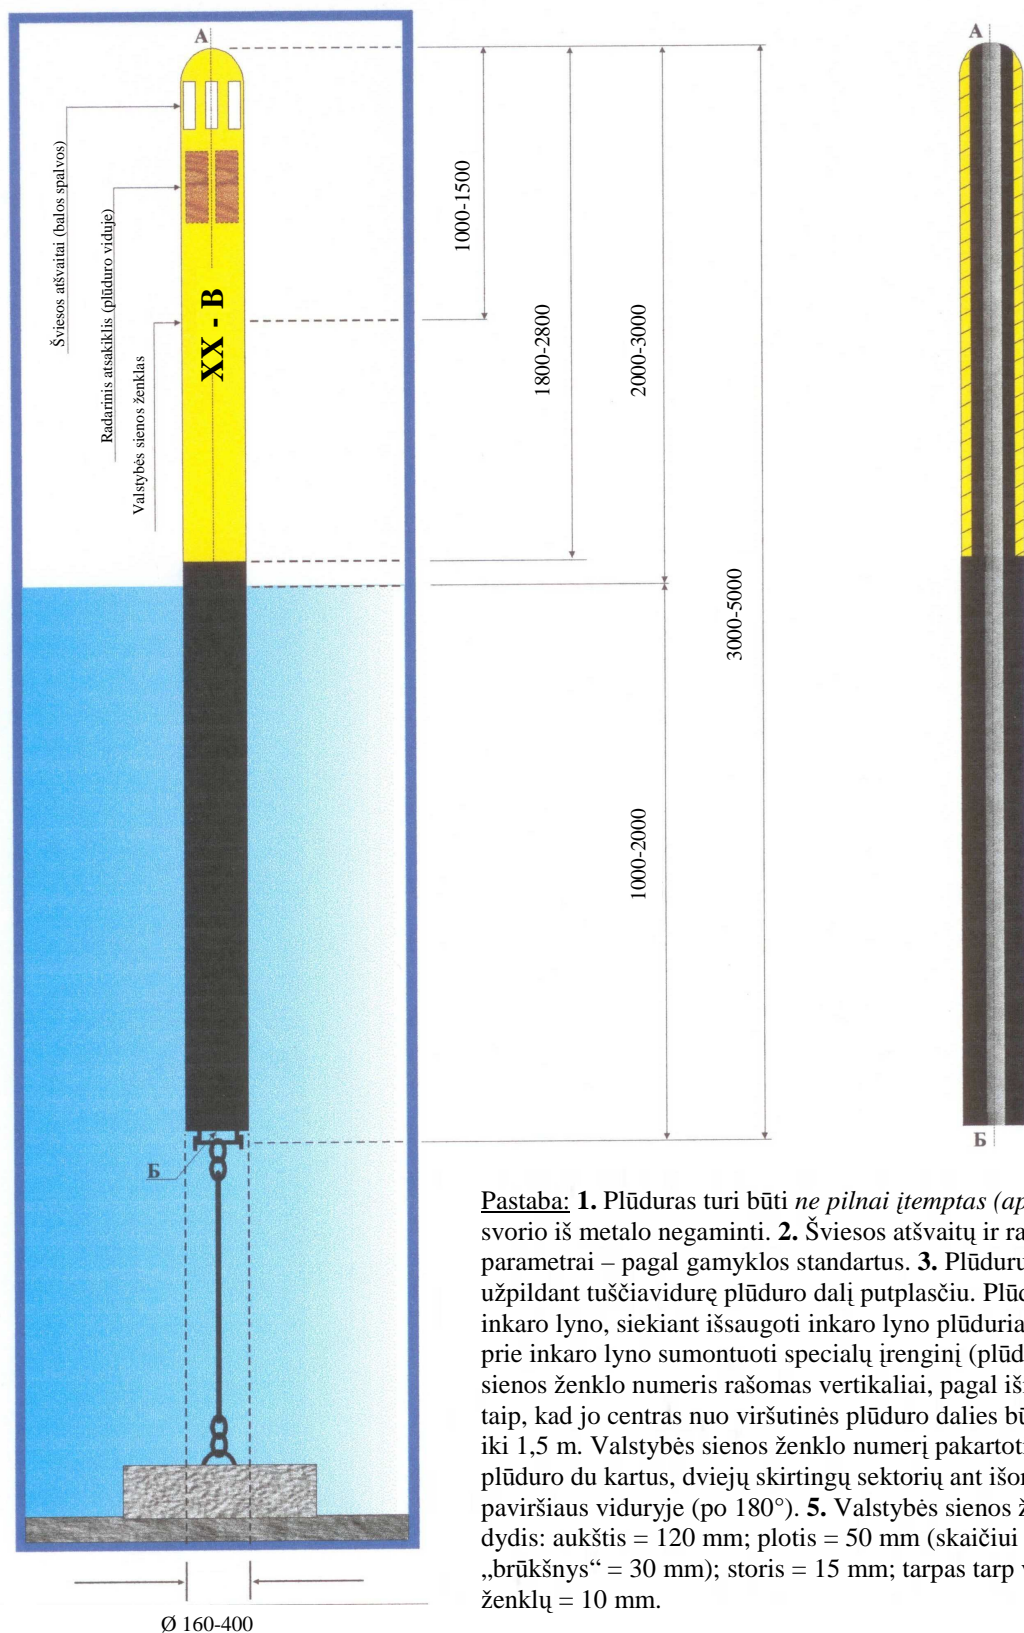 А
А
Šviesos atšvaitai (balos spalvos)
Radarinis atsakiklis (plūduro viduje)
Valstybės sienos ženklas
XX - B
1000-1500
1800-2800
2000-3000
3000-5000
1000-2000
Б
Б
Pastaba: 1. Plūduras turi būti ne pilnai įtemptas (ap
svorio iš metalo negaminti. 2. Šviesos atšvaitų ir ra
parametrai – pagal gamyklos standartus. 3. Plūduru
užpildant tuščiavidurę plūduro dalį putplasčiu. Plūd
inkaro lyno, siekiant išsaugoti inkaro lyno plūduria
prie inkaro lyno sumontuoti specialų įrenginį (plūd
sienos ženklo numeris rašomas vertikaliai, pagal iš
taip, kad jo centras nuo viršutinės plūduro dalies bū
iki 1,5 m. Valstybės sienos ženklo numerį pakartoti
plūduro du kartus, dviejų skirtingų sektorių ant išor
paviršiaus viduryje (po 180°). 5. Valstybės sienos ž
dydis: aukštis = 120 mm; plotis = 50 mm (skaičiui
„brūkšnys“ = 30 mm); storis = 15 mm; tarpas tarp v
ženklų = 10 mm.
Ø 160-400